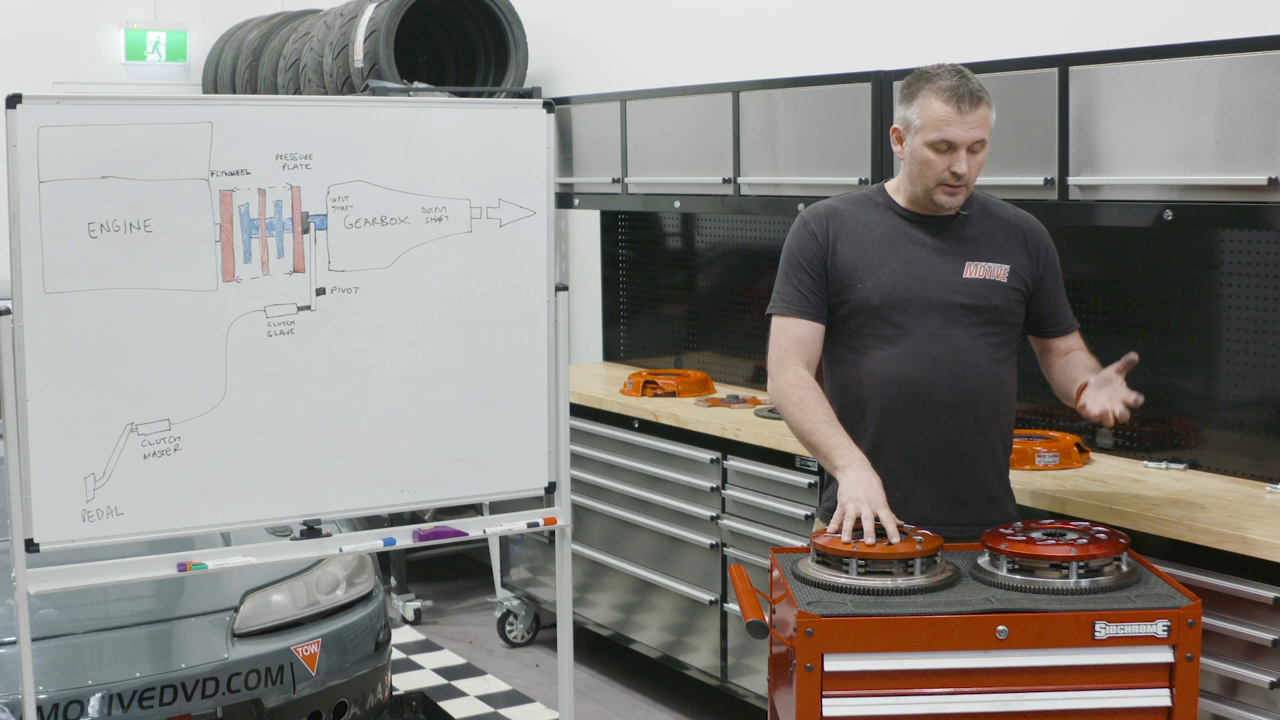 PRESSURE
PLATE
FLYWHEEL
INPUT
SHAFT
ENGINE
GEARBOX
OUTPUT
SHAFT
PIVOT
CLUTCH
SLAVE
CLUTCH
MASTER
PEDAL
MOTIVE
SIDCHROME
TOW
MOTIVEDVD.COM